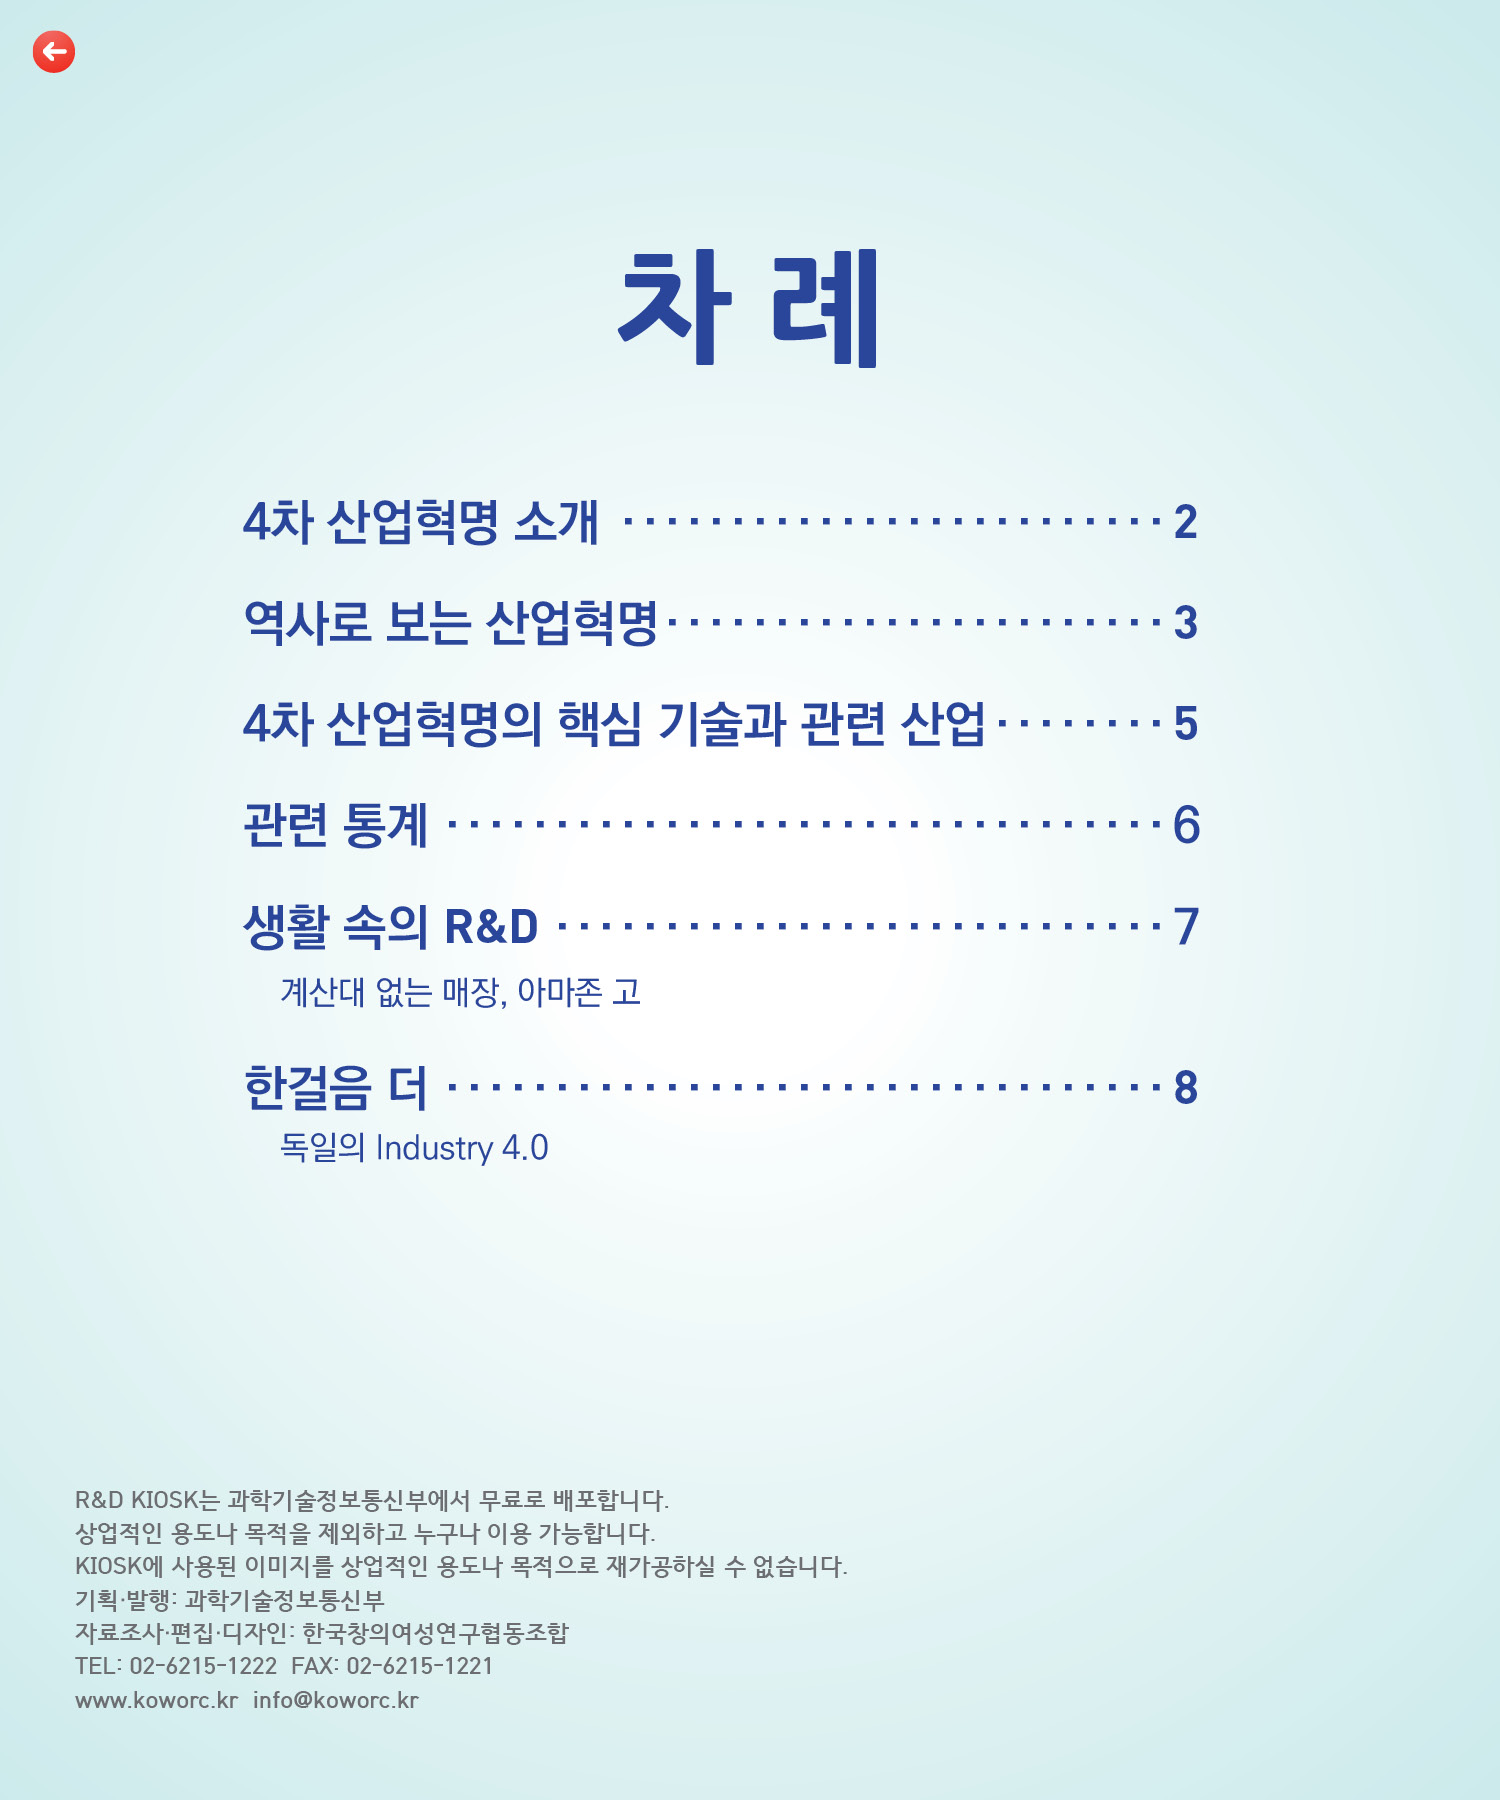 차 례
4차 산업혁명 소개 ························· 2
역사로 보는 산업혁명 ······················· 3
4차 산업혁명의 핵심 기술과 관련 산업 ········ 5
관련 통계 ································· 6
생활 속의 R&D ···························· 7
계산대 없는 매장, 아마존 고
한걸음 더 ································· 8
독일의 Industry 4.0
R&D KIOSK는 과학기술정보통신부에서 무료로 배포합니다.
상업적인 용도나 목적을 제외하고 누구나 이용 가능합니다.
KIOSK에 사용된 이미지를 상업적인 용도나 목적으로 재가공하실 수 없습니다.
기획·발행: 과학기술정보통신부
자료조사·편집·디자인: 한국창의여성연구협동조합
TEL: 02-6215-1222 FAX: 02-6215-1221
www.koworc.kr info@koworc.kr